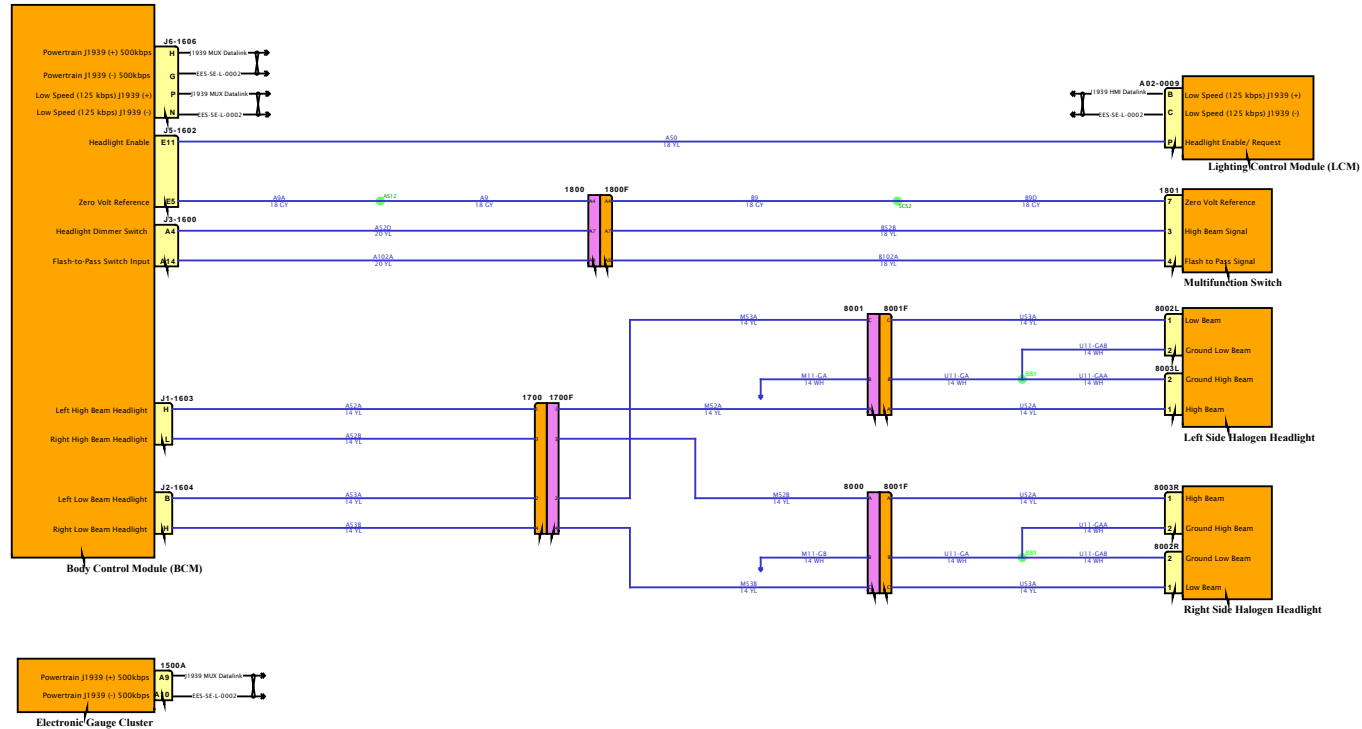 J6-1606
Powertrain J1939 (+) 500kbps H J1939 MUX Datalink
Powertrain J1939 (-) 500kbps G EES-SE-L-0002
Low Speed (125 kbps) J1939 (+) P J1939 MUX Datalink
Low Speed (125 kbps) J1939 (-) N EES-SE-L-0002
A02-0009
J1939 HMI Datalink B Low Speed (125 kbps) J1939 (+)
EES-SE-L-0002 C Low Speed (125 kbps) J1939 (-)
J5-1602
Headlight Enable E11 A50 P Headlight Enable/ Request
18 YL
Lighting Control Module (LCM)
1800 1800F 1801
Zero Volt Reference E5 A9A AS12 A9 A4 A4 B9 SC52 B9D 7 Zero Volt Reference
18 GY 18 GY 18 GY 18 GY
J3-1600
Headlight Dimmer Switch A4 A52D A7 A7 B52B 3 High Beam Signal
20 YL 18 YL
Flash-to-Pass Switch Input A14 A102A B102A 4 Flash to Pass Signal
20 YL 18 YL
Multifunction Switch
8001 8001F 8002L
M53A C C U53A 1 Low Beam
14 YL 14 YL
U11-GAB 2 Ground Low Beam
14 WH
8003L
M11-GA B B U11-GA SB1 U11-GAA 2 Ground High Beam
14 WH 14 WH 14 WH
J1-1603 1700 1700F
Left High Beam Headlight H A52A M52A A U52A 1 High Beam
14 YL 14 YL 14 YL
Left Side Halogen Headlight
Right High Beam Headlight L A52B
14 YL
J2-1604 8000 8001F 8003R
Left Low Beam Headlight B A53A 2 2 M52B A A U52A 1 High Beam
14 YL 14 YL 14 YL
Right Low Beam Headlight H A53B U11-GAA 2 Ground High Beam
14 YL 14 WH
8002R
M11-GB B B U11-GA SB1 U11-GAB 2 Ground Low Beam
14 WH 14 WH 14 WH
Body Control Module (BCM)
M53B U53A 1 Low Beam
14 YL 14 YL
Right Side Halogen Headlight
1500A
Powertrain J1939 (+) 500kbps A9 J1939 MUX Datalink
Powertrain J1939 (-) 500kbps A10 EES-SE-L-0002
Electronic Gauge Cluster